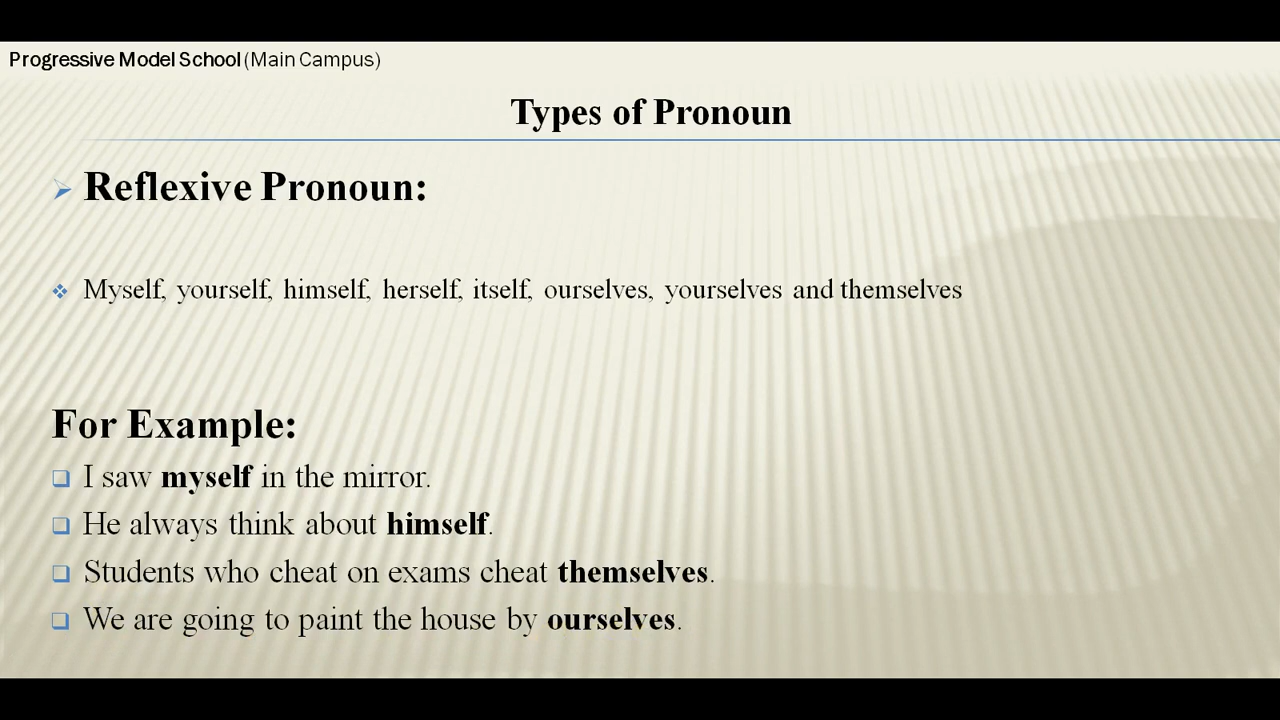 Progressive Model School (Main Campus)
Types of Pronoun
Reflexive Pronoun:
Myself, yourself, himself, herself, itself, ourselves, yourselves and themselves
For Example:
I saw myself in the mirror.
He always think about himself.
Students who cheat on exams cheat themselves.
We are going to paint the house by ourselves.